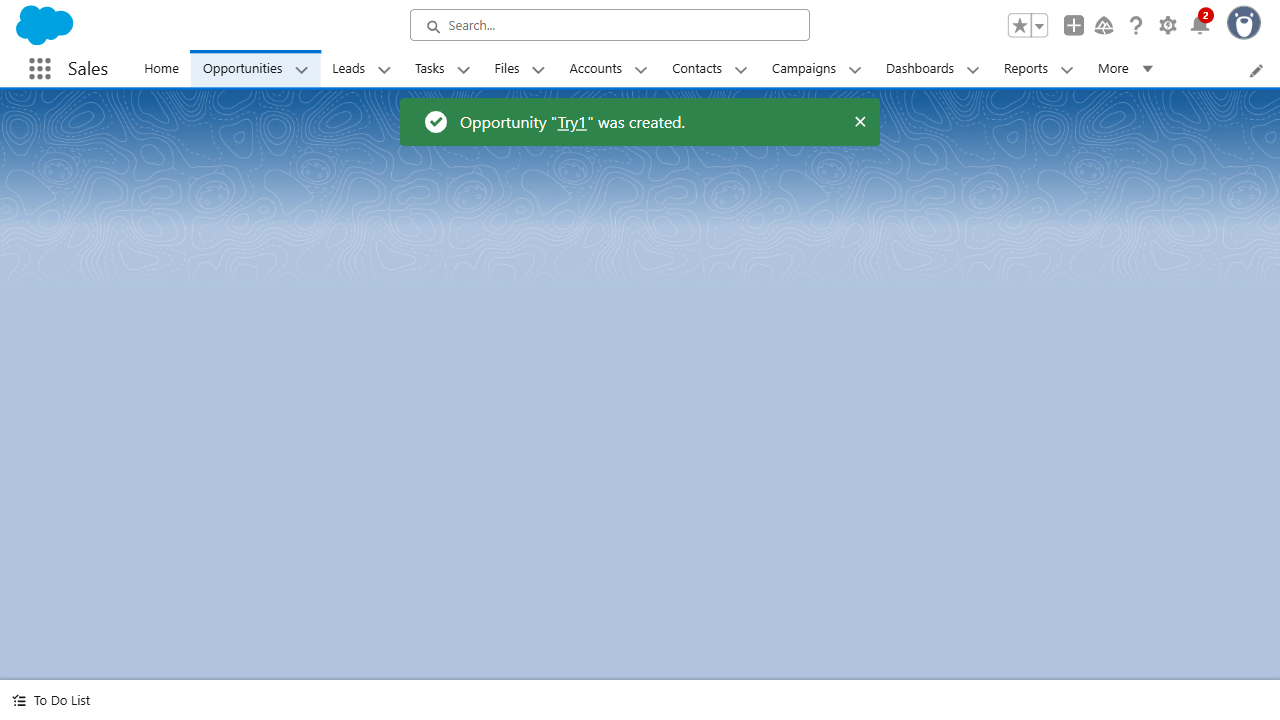 Search...
2
Sales
Home
Opportunities
Leads
Tasks
Files
Accounts
Contacts
Campaigns
Dashboards
Reports
More
Opportunity "Try1" was created.
To Do List